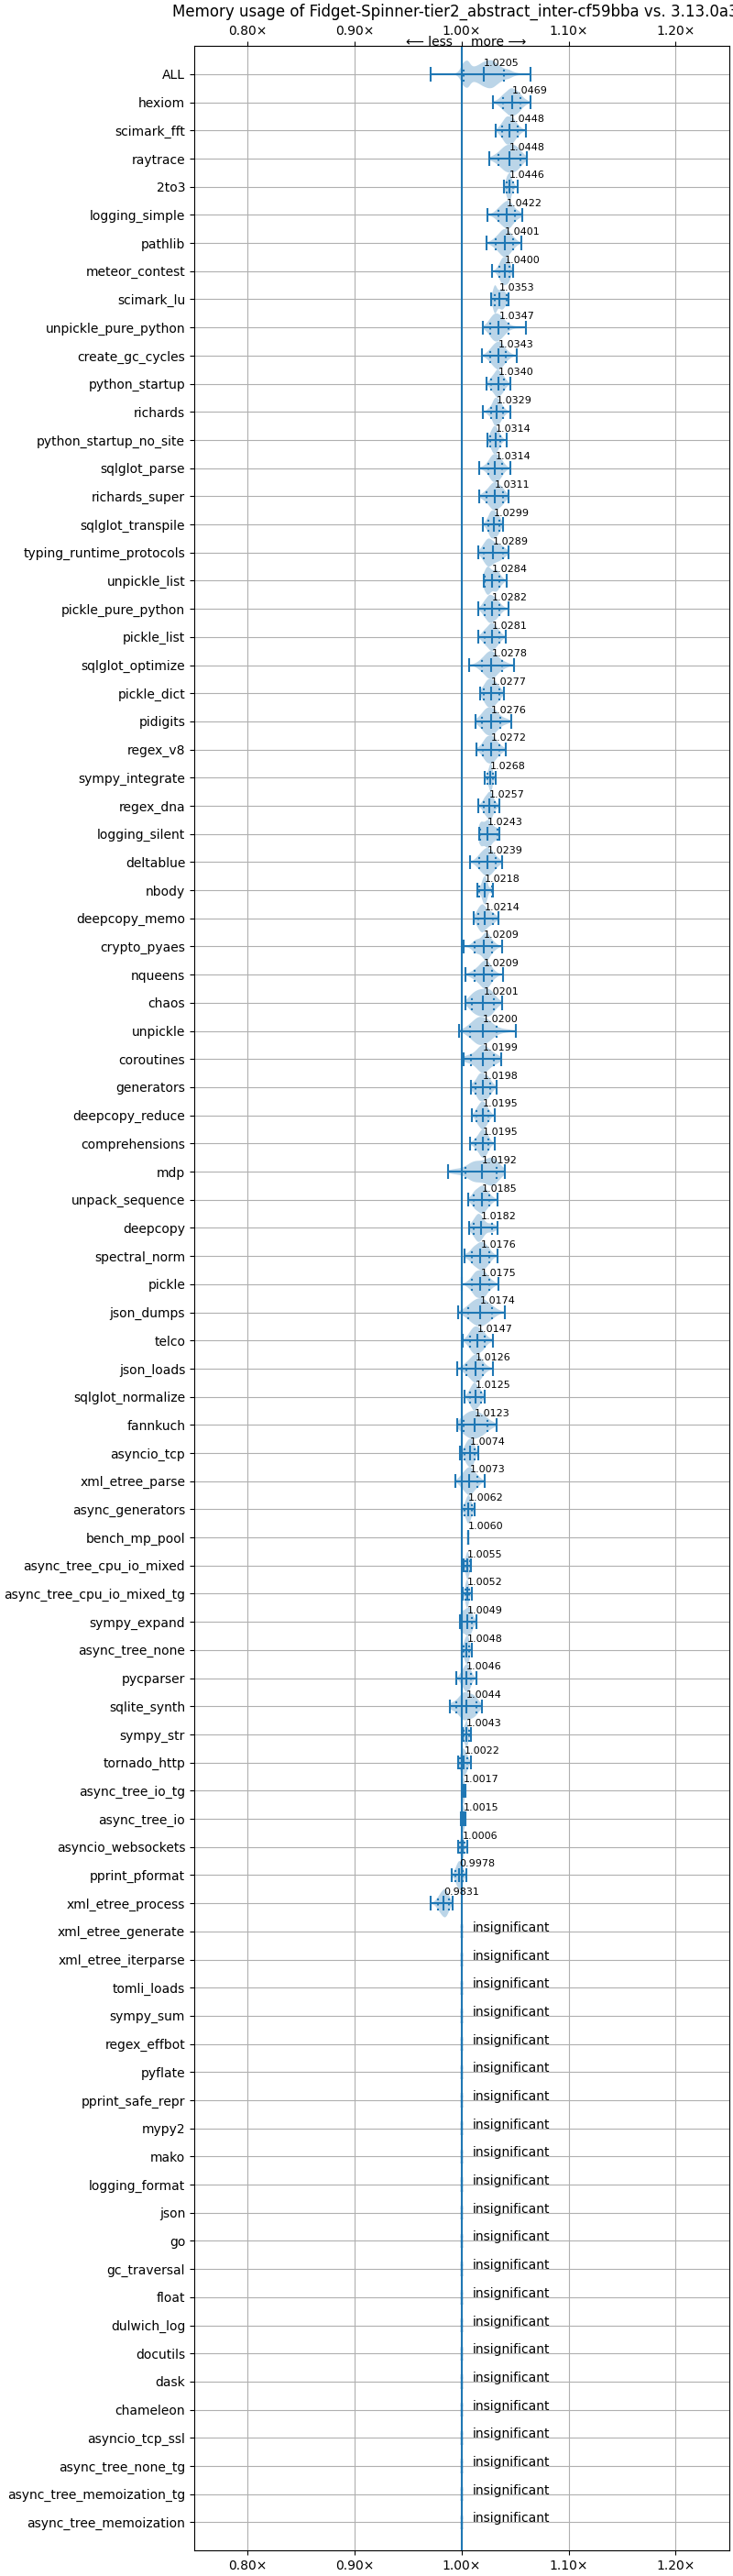 Memory usage of Fidget-Spinner-tier2_abstract_inter-cf59bba vs. 3.13.0a3
0.80× 0.90× 1.00× 1.10× 1.20×
⟵ less more ⟶
ALL 1.0205
hexiom 1.0469
scimark_fft 1.0448
raytrace 1.0448
2to3 1.0446
logging_simple 1.0422
pathlib 1.0401
meteor_contest 1.0400
scimark_lu 1.0353
unpickle_pure_python 1.0347
create_gc_cycles 1.0343
python_startup 1.0340
richards 1.0329
python_startup_no_site 1.0314
sqlglot_parse 1.0314
richards_super 1.0311
sqlglot_transpile 1.0299
typing_runtime_protocols 1.0289
unpickle_list 1.0284
pickle_pure_python 1.0282
pickle_list 1.0281
sqlglot_optimize 1.0278
pickle_dict 1.0277
pidigits 1.0276
regex_v8 1.0272
sympy_integrate 1.0268
regex_dna 1.0257
logging_silent 1.0243
deltablue 1.0239
nbody 1.0218
deepcopy_memo 1.0214
crypto_pyaes 1.0209
nqueens 1.0209
chaos 1.0201
unpickle 1.0200
coroutines 1.0199
generators 1.0198
deepcopy_reduce 1.0195
comprehensions 1.0195
mdp 1.0192
unpack_sequence 1.0185
deepcopy 1.0182
spectral_norm 1.0176
pickle 1.0175
json_dumps 1.0174
telco 1.0147
json_loads 1.0126
sqlglot_normalize 1.0125
fannkuch 1.0123
asyncio_tcp 1.0074
xml_etree_parse 1.0073
async_generators 1.0062
bench_mp_pool 1.0060
async_tree_cpu_io_mixed 1.0055
async_tree_cpu_io_mixed_tg 1.0052
sympy_expand 1.0049
async_tree_none 1.0048
pycparser 1.0046
sqlite_synth 1.0044
sympy_str 1.0043
tornado_http 1.0022
async_tree_io_tg 1.0017
async_tree_io 1.0015
asyncio_websockets 1.0006
pprint_pformat 0.9978
xml_etree_process 0.9831
xml_etree_generate insignificant
xml_etree_iterparse insignificant
tomli_loads insignificant
sympy_sum insignificant
regex_effbot insignificant
pyflate insignificant
pprint_safe_repr insignificant
mypy2 insignificant
mako insignificant
logging_format insignificant
json insignificant
go insignificant
gc_traversal insignificant
float insignificant
dulwich_log insignificant
docutils insignificant
dask insignificant
chameleon insignificant
asyncio_tcp_ssl insignificant
async_tree_none_tg insignificant
async_tree_memoization_tg insignificant
async_tree_memoization insignificant
0.80× 0.90× 1.00× 1.10× 1.20×